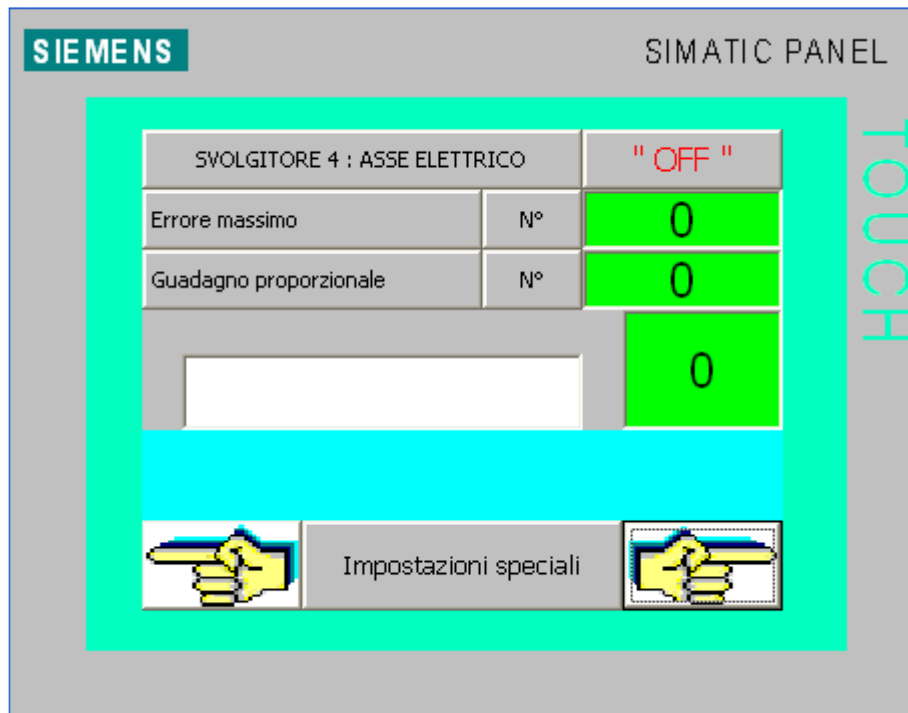 SIEMENS
SIMATIC PANEL
TOUCH
SVOLGITORE 4 : ASSE ELETTRICO " OFF "
Errore massimo N° 0
Guadagno proporzionale N° 0
0
Impostazioni speciali